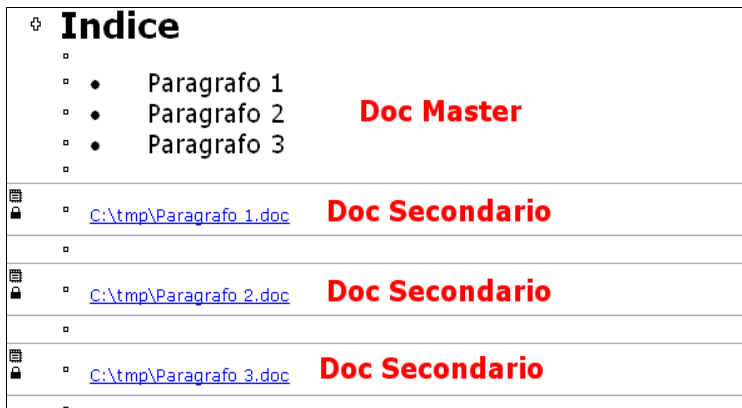 Indice
• Paragrafo 1
• Paragrafo 2 Doc Master
• Paragrafo 3
C:\tmp\Paragrafo 1.doc Doc Secondario
C:\tmp\Paragrafo 2.doc Doc Secondario
C:\tmp\Paragrafo 3.doc Doc Secondario